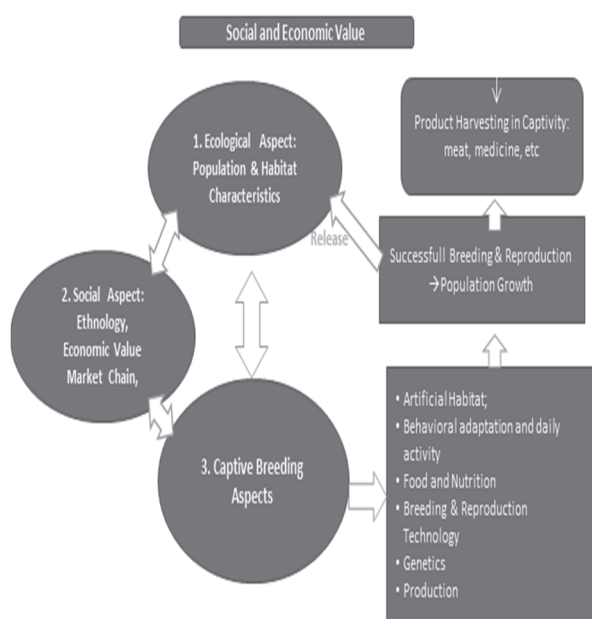 Social and Economic Value
1. Ecological Aspect:
Population & Habitat
Characteristics
Product Harvesting in Captivity:
meat, medicine, etc
Release
Successfull Breeding & Reproduction
→Population Growth
2. Social Aspect:
Ethnology,
Economic Value
Market Chain,
3. Captive Breeding
Aspects
• Artificial Habitat;
• Behavioral adaptation and daily
activity
• Food and Nutrition
• Breeding & Reproduction
Technology
• Genetics
• Production